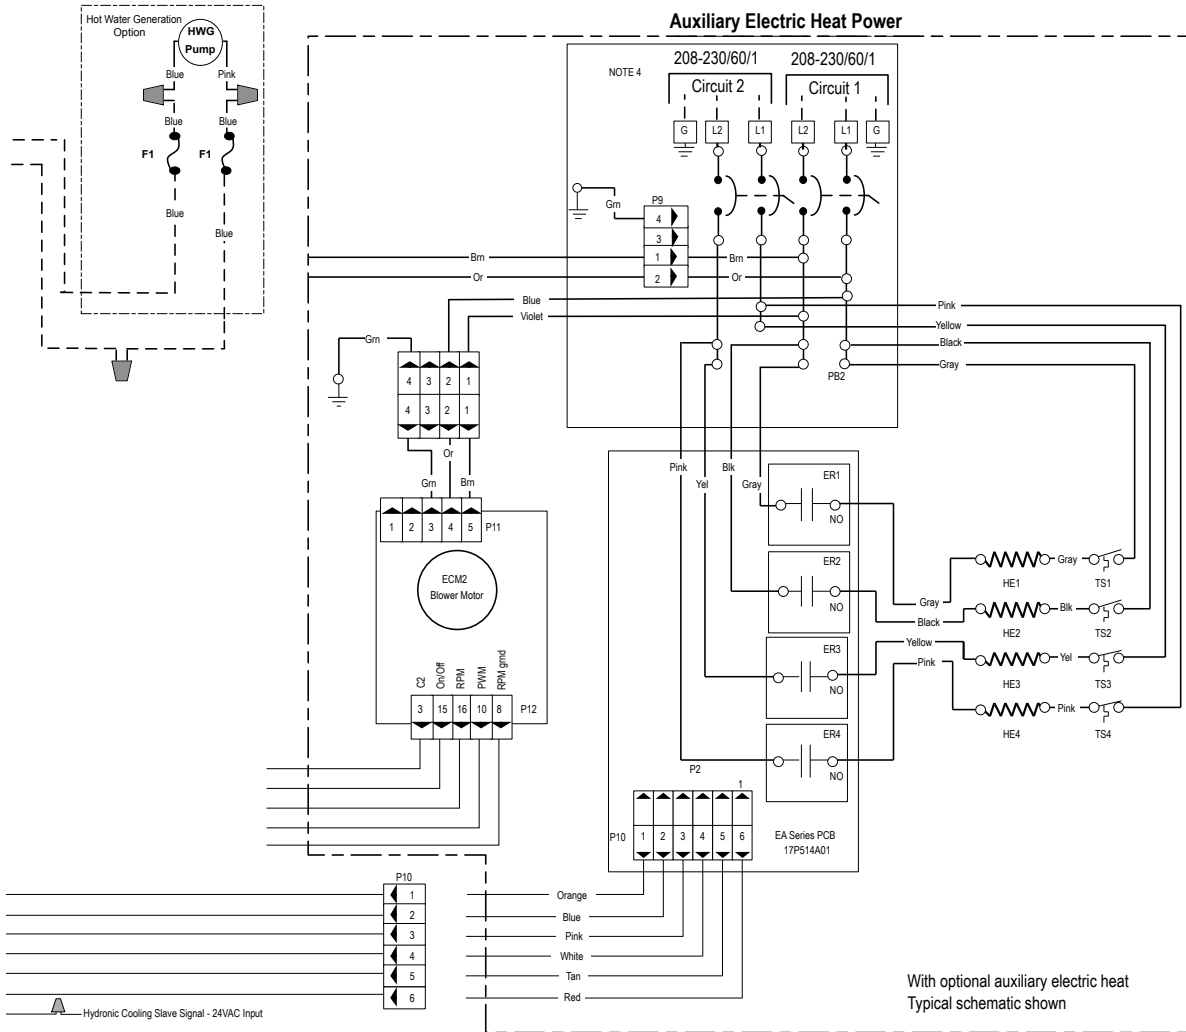 Auxiliary Electric Heat Power
Hot Water Generation
Option
HWG
Pump
Blue
Pink
Blue
Blue
F1
F1
Blue
Blue
NOTE 4
208-230/60/1
208-230/60/1
Circuit 2
Circuit 1
G
L2
L1
L2
L1
G
Grn
P9
4
3
1
2
Brn
Brn
Or
Or
Blue
Violet
Pink
Yellow
Black
Gray
PB2
Grn
4 3 2 1
4 3 2 1
Or
Grn
Brn
1 2 3 4 5
P11
ECM2
Blower Motor
C2
On/Off
RPM
PWM
RPM grnd
3 15 16 10 8
P12
Pink
Yel
Blk
Gray
ER1
NO
ER2
NO
ER3
NO
ER4
NO
Gray
Black
Yellow
Pink
Gray
HE1
TS1
Blk
HE2
TS2
Yel
HE3
TS3
Pink
HE4
TS4
P2
1
P10
1 2 3 4 5 6
EA Series PCB
17P514A01
P10
1
2
3
4
5
6
Orange
Blue
Pink
White
Tan
Red
Hydronic Cooling Slave Signal - 24VAC Input
With optional auxiliary electric heat
Typical schematic shown